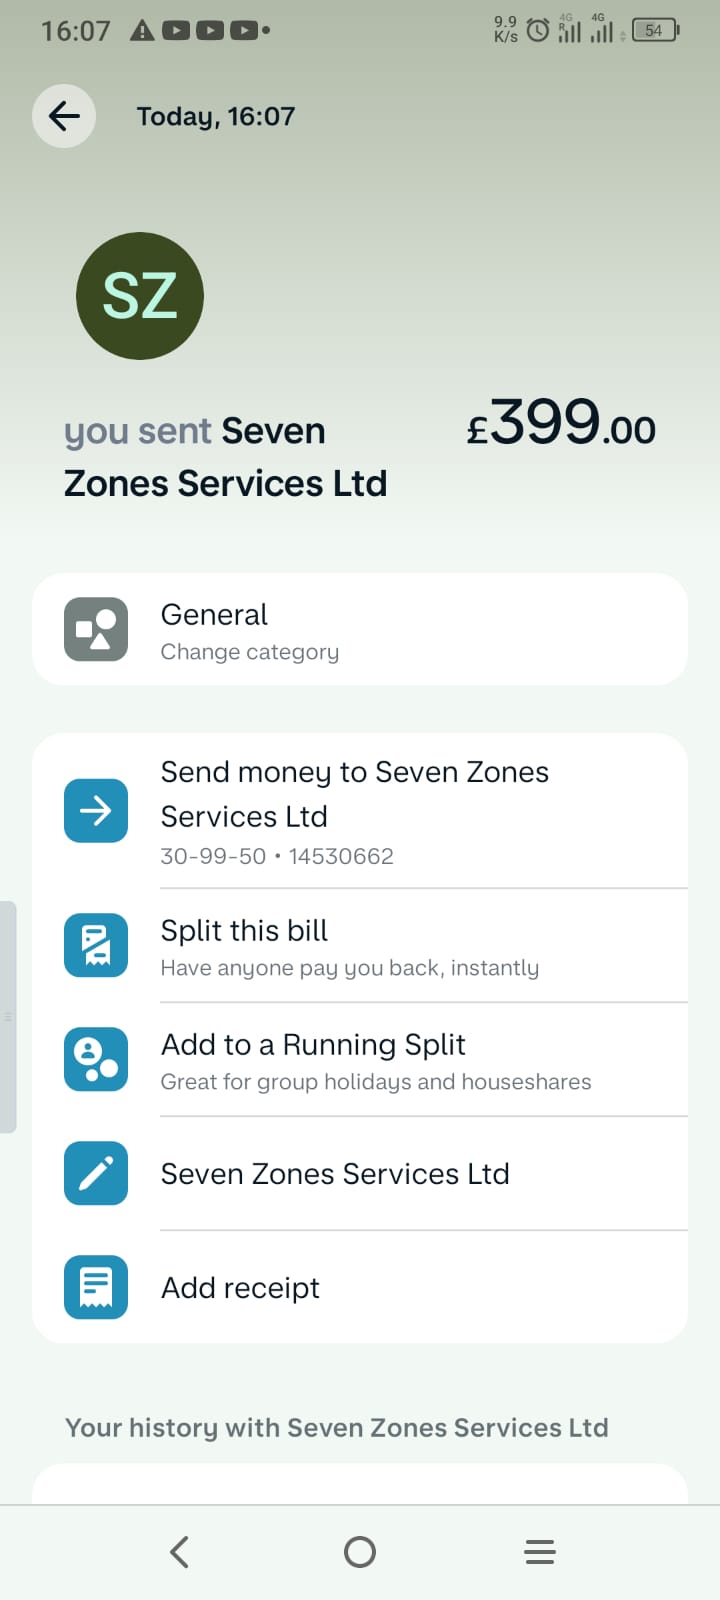 16:07
9.9
K/s
4G
R
4G
54
Today, 16:07
SZ
you sent Seven
Zones Services Ltd
£399.00
General
Change category
Send money to Seven Zones
Services Ltd
30-99-50 • 14530662
Split this bill
Have anyone pay you back, instantly
Add to a Running Split
Great for group holidays and houseshares
Seven Zones Services Ltd
Add receipt
Your history with Seven Zones Services Ltd